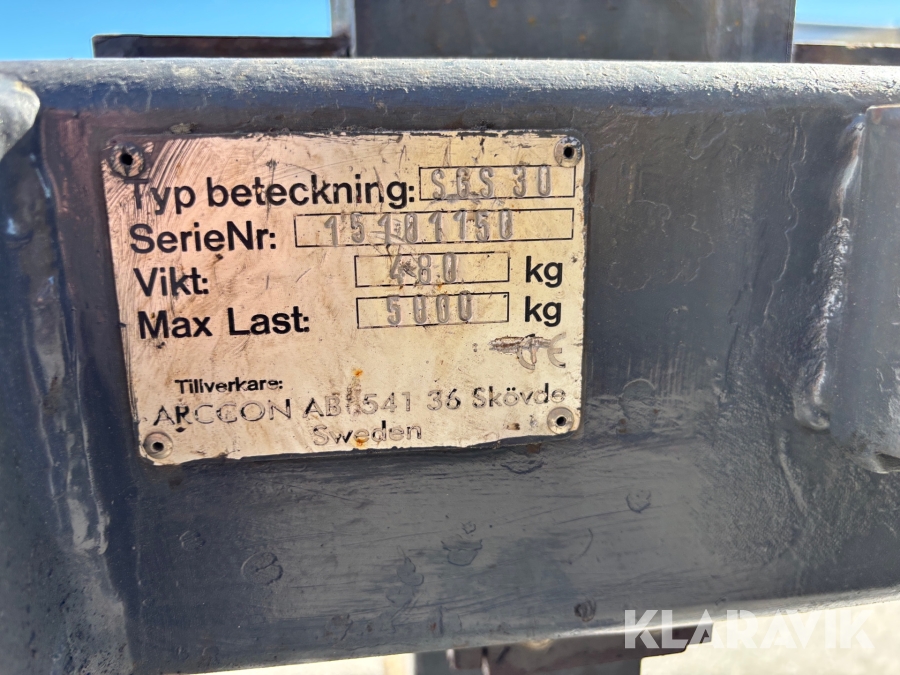 Typ beteckning: SGS 30
SerieNr: 15101150
Vikt: 480 kg
Max Last: 5000 kg
CE
Tillverkare:
ARCCON AB, 541 36 Skövde
Sweden
KLARAVIK